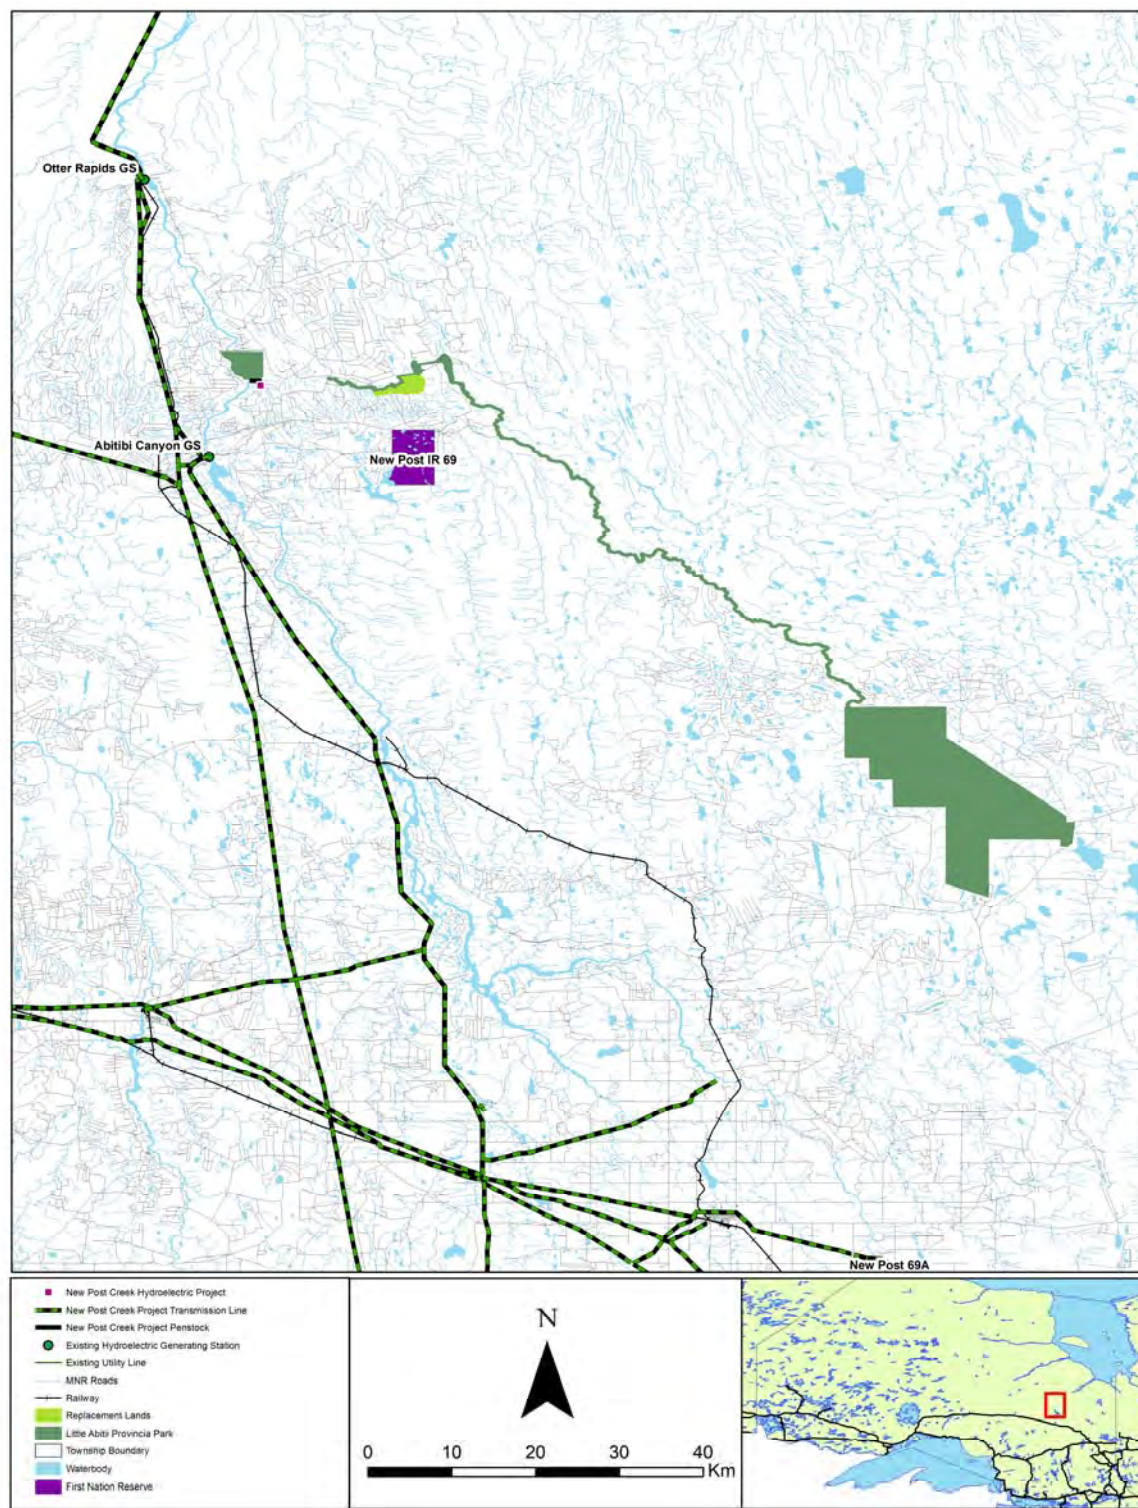 Otter Rapids GS
Abitibi Canyon GS
New Post IR 69
New Post 69A
New Post Creek Hydroelectric Project
New Post Creek Project Transmission Line
New Post Creek Project Penstock
Existing Hydroelectric Generating Station
Existing Utility Line
MNR Roads
Railway
Replacement Lands
Little Abitii Provincia Park
Township Boundary
Waterbody
First Nation Reserve
N
0 10 20 30 40
Km